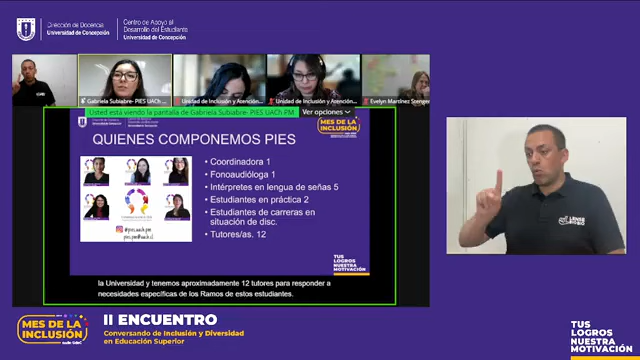 Dirección de Docencia
Universidad de Concepción
Centro de Apoyo al
Desarrollo del Estudiante
Universidad de Concepción
Gabriela Subiabre- PIES UACh ...
Unidad de Inclusión y Atención...
Unidad de Inclusión y Atención...
Evelyn Martínez Stenger
Usted está viendo la pantalla de Gabriela Subiabre- PIES UACh PM
Ver opciones
MES DE LA
INCLUSIÓN
QUIENES COMPONEMOS PIES
• Coordinadora 1
• Fonoaudióloga 1
• Intérpretes en lengua de señas 5
• Estudiantes en práctica 2
• Estudiantes de carreras en
situación de disc.
• Tutores/as. 12
TUS
LOGROS
NUESTRA
MOTIVACIÓN
la Universidad y tenemos aproximadamente 12 tutores para responder a
necesidades específicas de los Ramos de estos estudiantes.
MES DE LA
INCLUSIÓN
II ENCUENTRO
Conversando de Inclusión y Diversidad
en Educación Superior
TUS
LOGROS
NUESTRA
MOTIVACIÓN